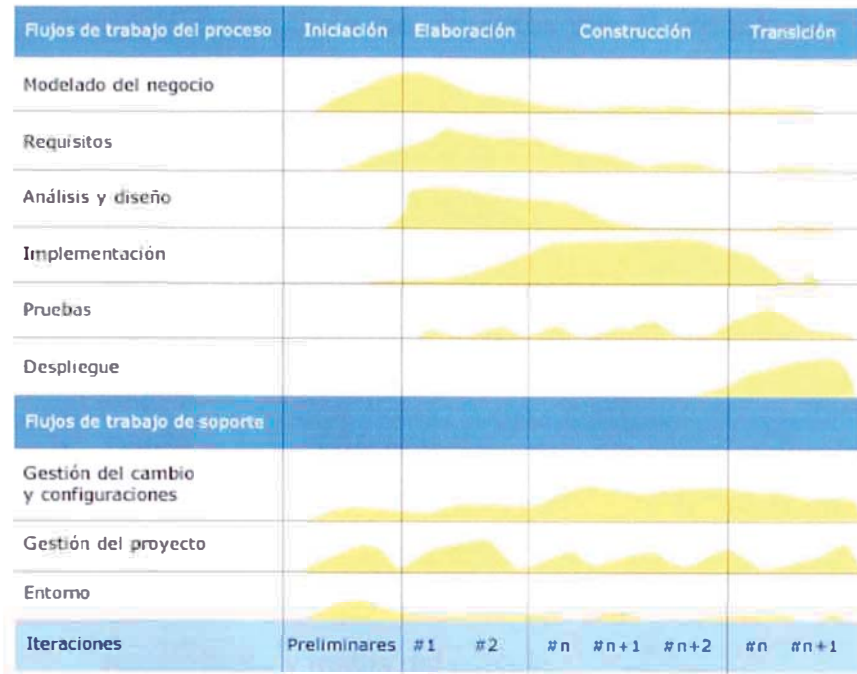 Flujos de trabajo del proceso Iniciación Elaboración Construcción Transición
Modelado del negocio
Requisitos
Análisis y diseño
Implementación
Pruebas
Despliegue
Flujos de trabajo de soporte
Gestión del cambio
y configuraciones
Gestión del proyecto
Entorno
Iteraciones Preliminares #1 #2 #n #n+1 #n+2 #n #n+1